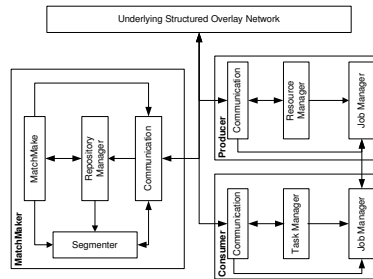 Underlying Structured Overlay Network
MatchMaker
MatchMake
Repository
Manager
Communication
Segmenter
Producer
Communication
Resource
Manager
Job Manager
Consumer
Communication
Task Manager
Job Manager